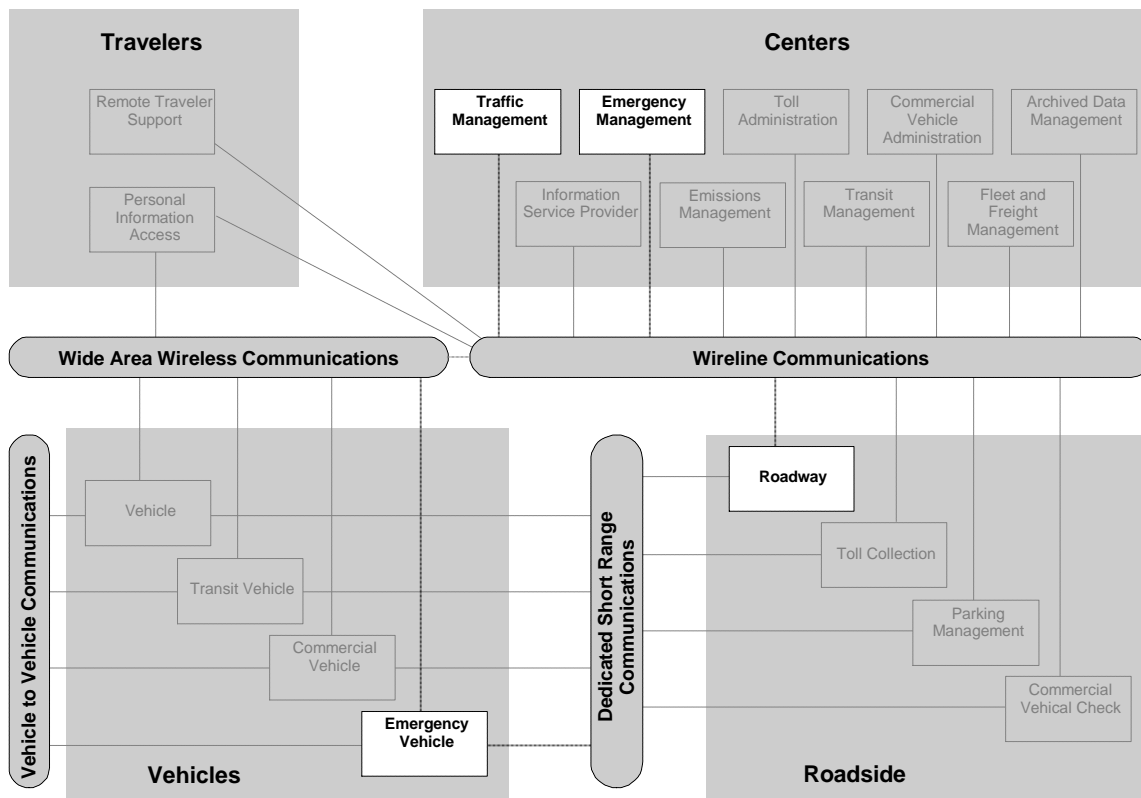 Travelers
Centers
Remote Traveler
Support
Traffic
Management
Emergency
Management
Toll
Administration
Commercial
Vehicle
Administration
Archived Data
Management
Personal
Information
Access
Information
Service Provider
Emissions
Management
Transit
Management
Fleet and
Freight
Management
Wide Area Wireless Communications
Wireline Communications
Vehicle to Vehicle Communications
Vehicle
Transit Vehicle
Commercial
Vehicle
Emergency
Vehicle
Vehicles
Dedicated Short Range
Communications
Roadway
Toll Collection
Parking
Management
Commercial
Vehical Check
Roadside